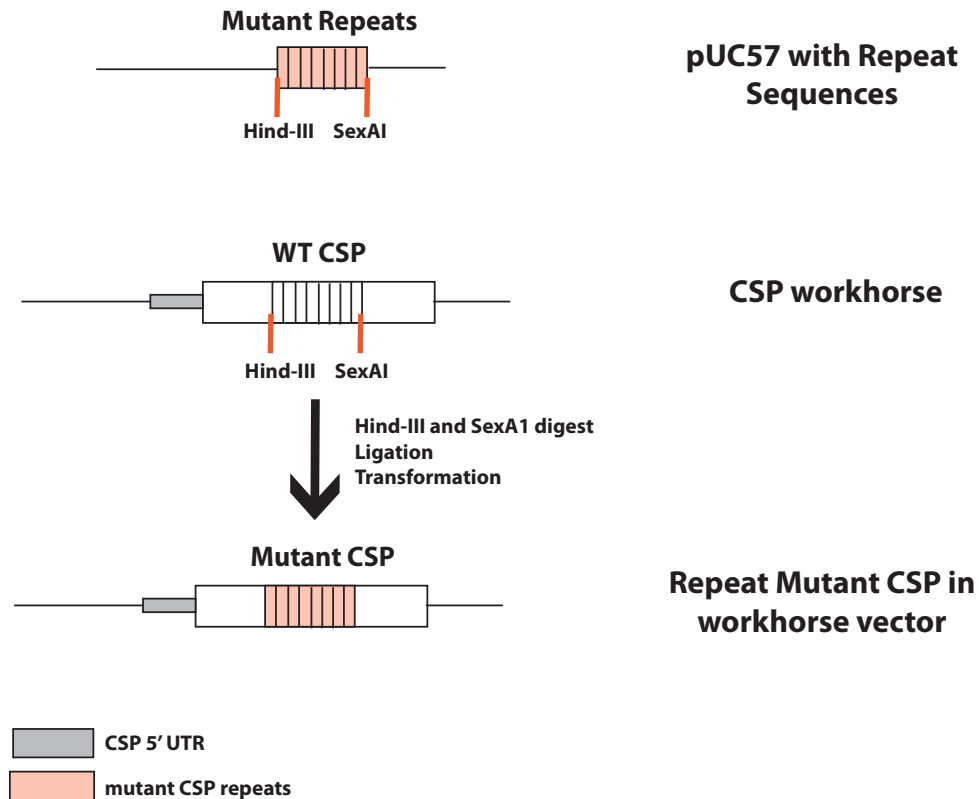 Mutant Repeats
pUC57 with Repeat
Sequences
Hind-III SexAI
WT CSP
CSP workhorse
Hind-III SexAI
Hind-III and SexA1 digest
Ligation
Transformation
Mutant CSP
Repeat Mutant CSP in
workhorse vector
CSP 5’ UTR
mutant CSP repeats